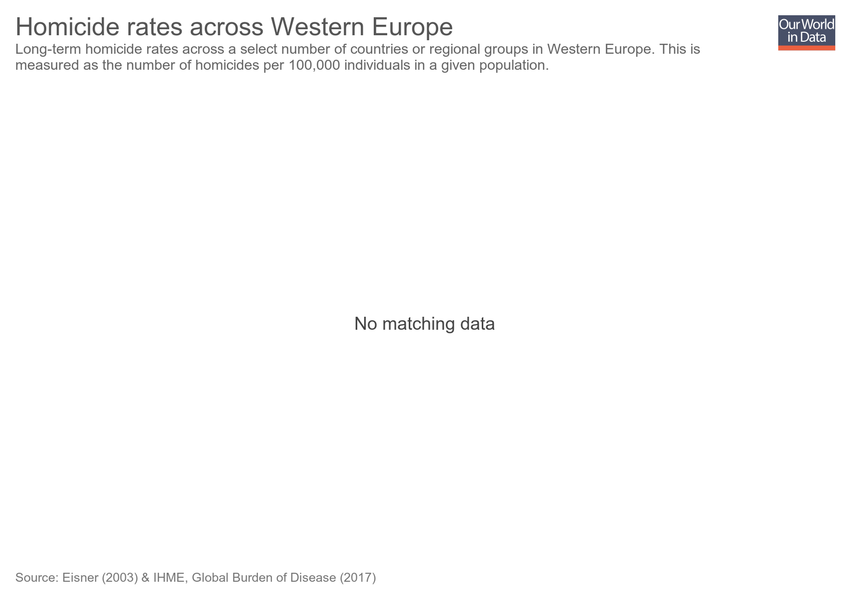 Homicide rates across Western Europe
Our World
in Data
Long-term homicide rates across a select number of countries or regional groups in Western Europe. This is
measured as the number of homicides per 100,000 individuals in a given population.
No matching data
Source: Eisner (2003) & IHME, Global Burden of Disease (2017)